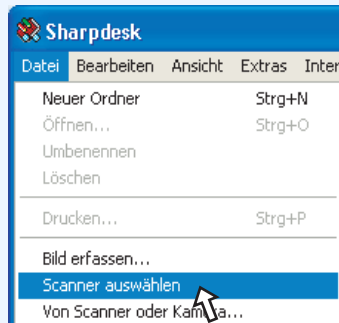 Sharpdesk
Datei Bearbeiten Ansicht Extras Inter
Neuer Ordner Strg+N
Öffnen... Strg+O
Umbenennen
Löschen
Drucken... Strg+P
Bild erfassen...
Scanner auswählen
Von Scanner oder Kamera...